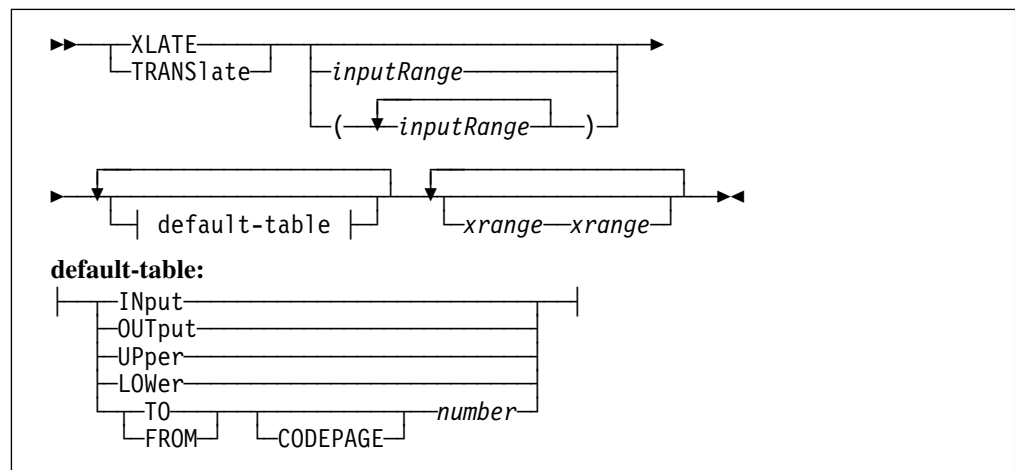 XLATE
TRANSlate
inputRange
( inputRange )
default-table
xrange xrange
default-table:
INput
OUTput
UPper
LOWer
TO number
FROM CODEPAGE